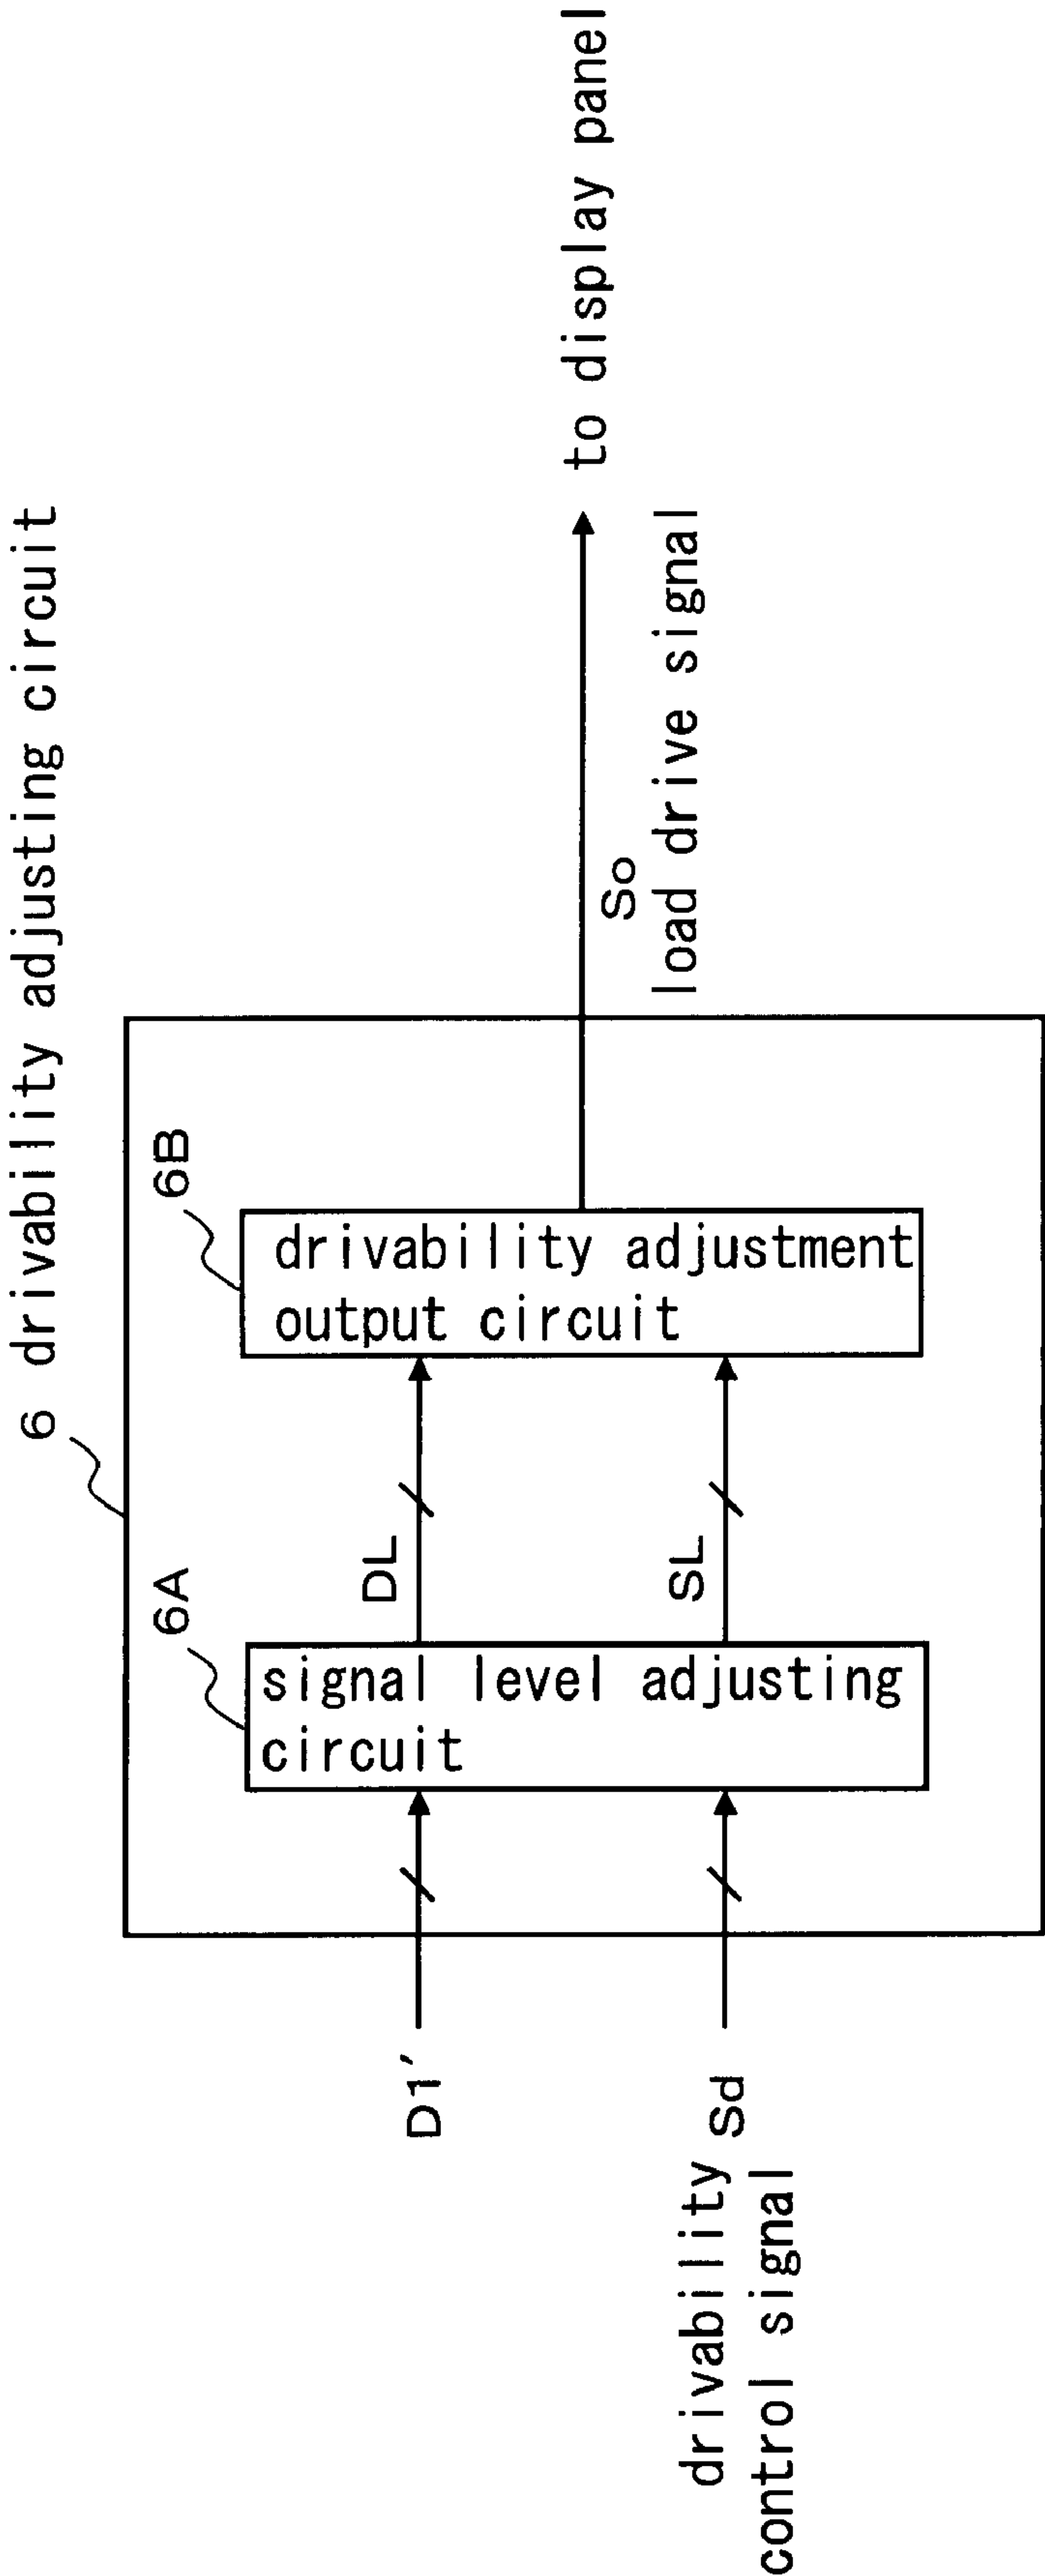 6 drivability adjusting circuit
6A
6B
D1′
DL
signal level adjusting
circuit
drivability adjustment
output circuit
to display panel
So
load drive signal
SL
drivability Sd
control signal